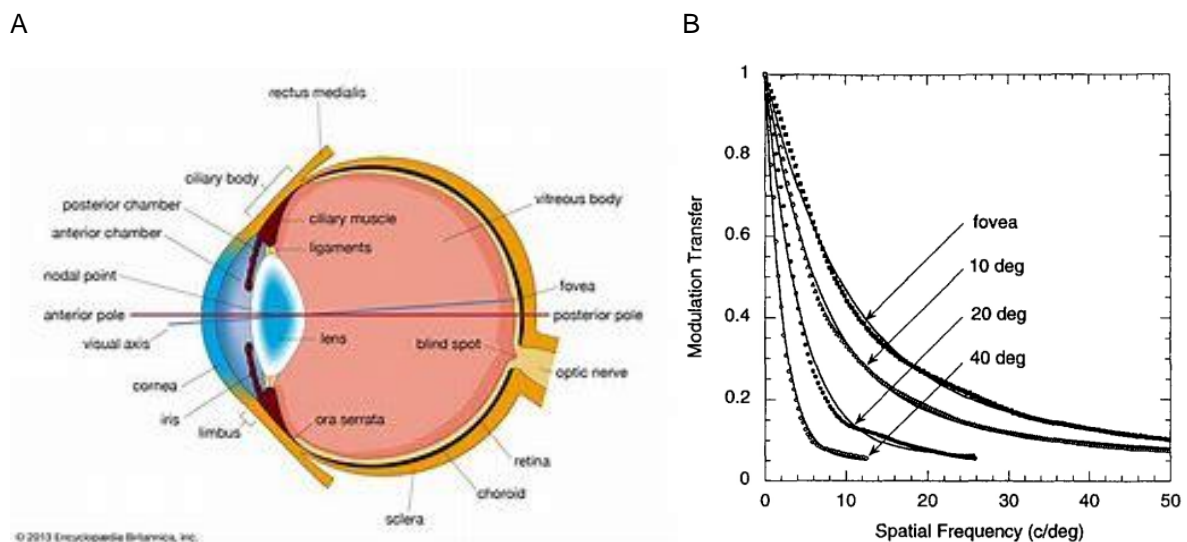 A
B
rectus medialis
ciliary body
posterior chamber
anterior chamber
nodal point
anterior pole
visual axis
cornea
iris
limbus
ciliary muscle
ligaments
lens
ora serrata
vitreous body
fovea
posterior pole
blind spot
optic nerve
retina
choroid
sclera
© 2013 Encyclopædia Britannica, Inc.
Modulation Transfer
1
0.8
0.6
0.4
0.2
0
fovea
10 deg
20 deg
40 deg
0 10 20 30 40 50
Spatial Frequency (c/deg)